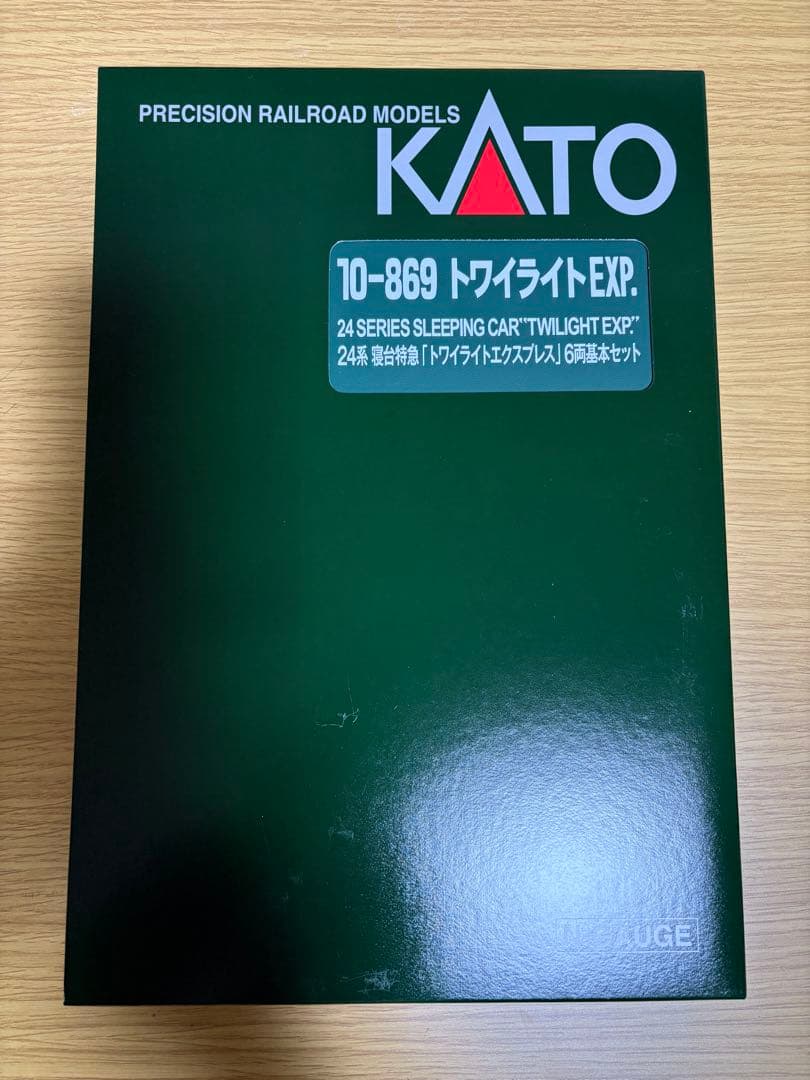 PRECISION RAILROAD MODELS
KATO
10-869 トワイライトEXP.
24 SERIES SLEEPING CAR "TWILIGHT EXP."
24系 寝台特急「トワイライトエクスプレス」6両基本セット